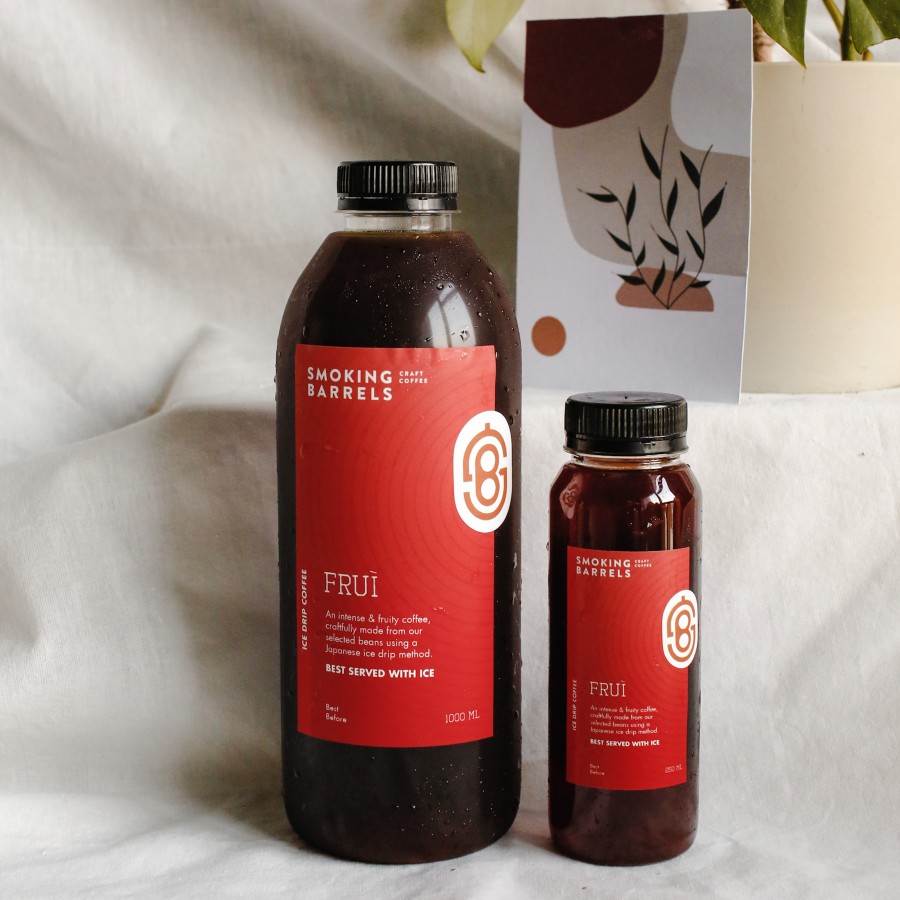 SMOKING CRAFT
BARRELS COFFEE
ICE DRIP COFFEE
FRUÌ
An intense & fruity coffee,
craftfully made from our
selected beans using a
Japanese ice drip method.
BEST SERVED WITH ICE
Best
Before
1000 ML
SMOKING CRAFT
BARRELS COFFEE
ICE DRIP COFFEE
FRUÌ
An intense & fruity coffee,
craftfully made from our
selected beans using a
Japanese ice drip method.
BEST SERVED WITH ICE
Best
Before
250 ML